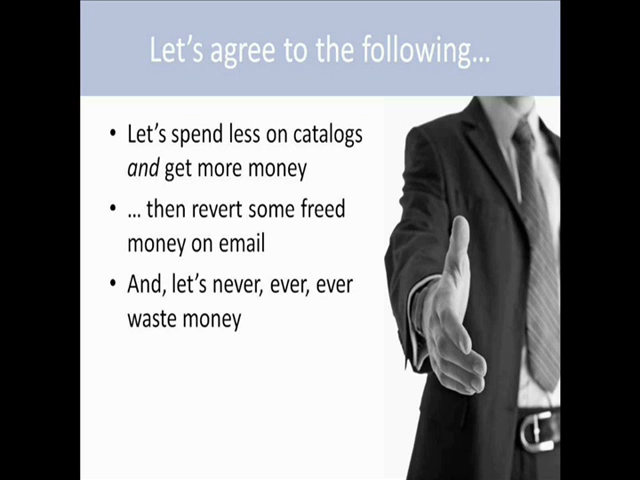 Let's agree to the following...
• Let's spend less on catalogs
and get more money
• ... then revert some freed
money on email
• And, let's never, ever, ever
waste money